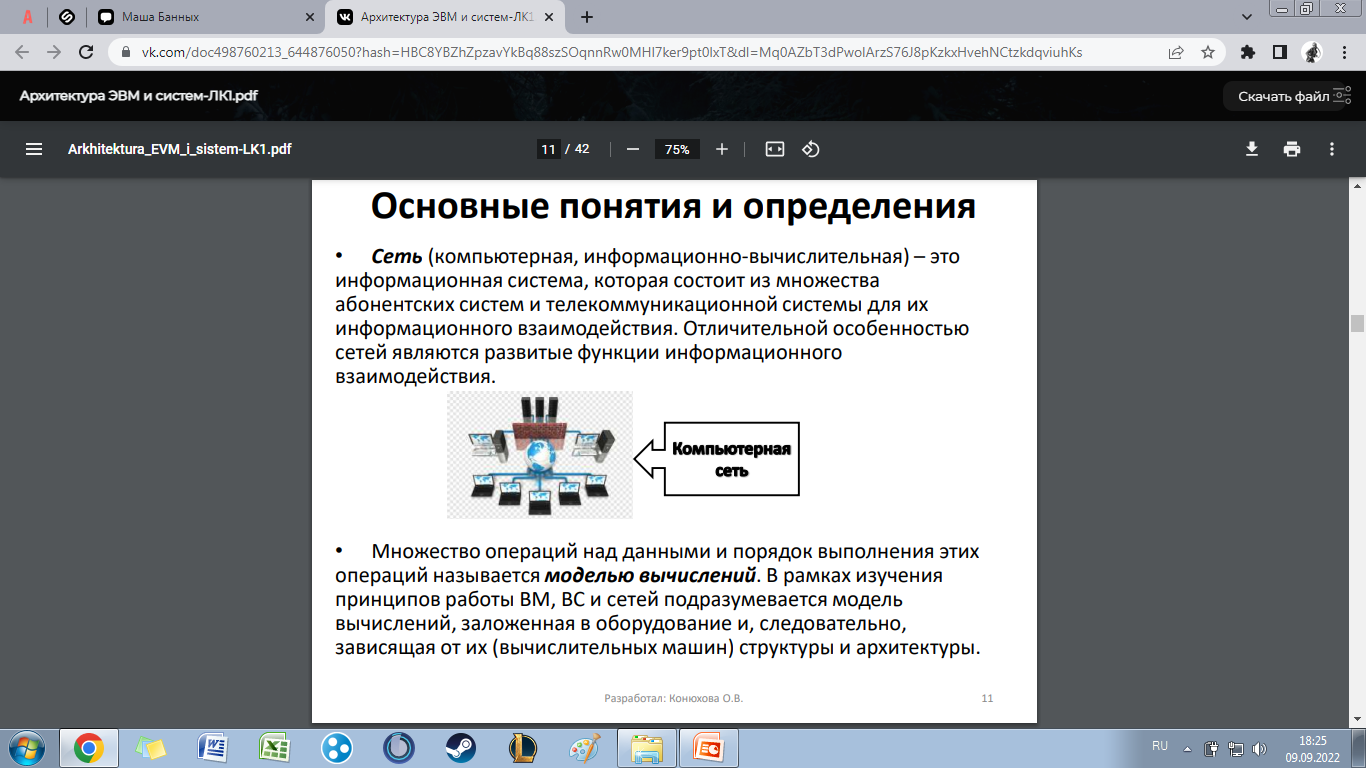 Маша Банных
Архитектура ЭВМ и систем-ЛК1
vk.com/doc498760213_644876050?hash=HBC8YBZhZpzavYkBq88szSOqnnRw0MHl7ker9pt0lxT&dl=Mq0AZbT3dPwolArzS76J8pKzkxHvehNCtzkdqviuhKs
Архитектура ЭВМ и систем-ЛК1.pdf
Скачать файл
Arkhitektura_EVM_i_sistem-LK1.pdf
11 / 42
75%
Основные понятия и определения
• Сеть (компьютерная, информационно-вычислительная) – это
информационная система, которая состоит из множества
абонентских систем и телекоммуникационной системы для их
информационного взаимодействия. Отличительной особенностью
сетей являются развитые функции информационного
взаимодействия.
Компьютерная
сеть
• Множество операций над данными и порядок выполнения этих
операций называется моделью вычислений. В рамках изучения
принципов работы ВМ, ВС и сетей подразумевается модель
вычислений, заложенная в оборудование и, следовательно,
зависящая от их (вычислительных машин) структуры и архитектуры.
Разработал: Конюхова О.В.
11
RU
18:25
09.09.2022